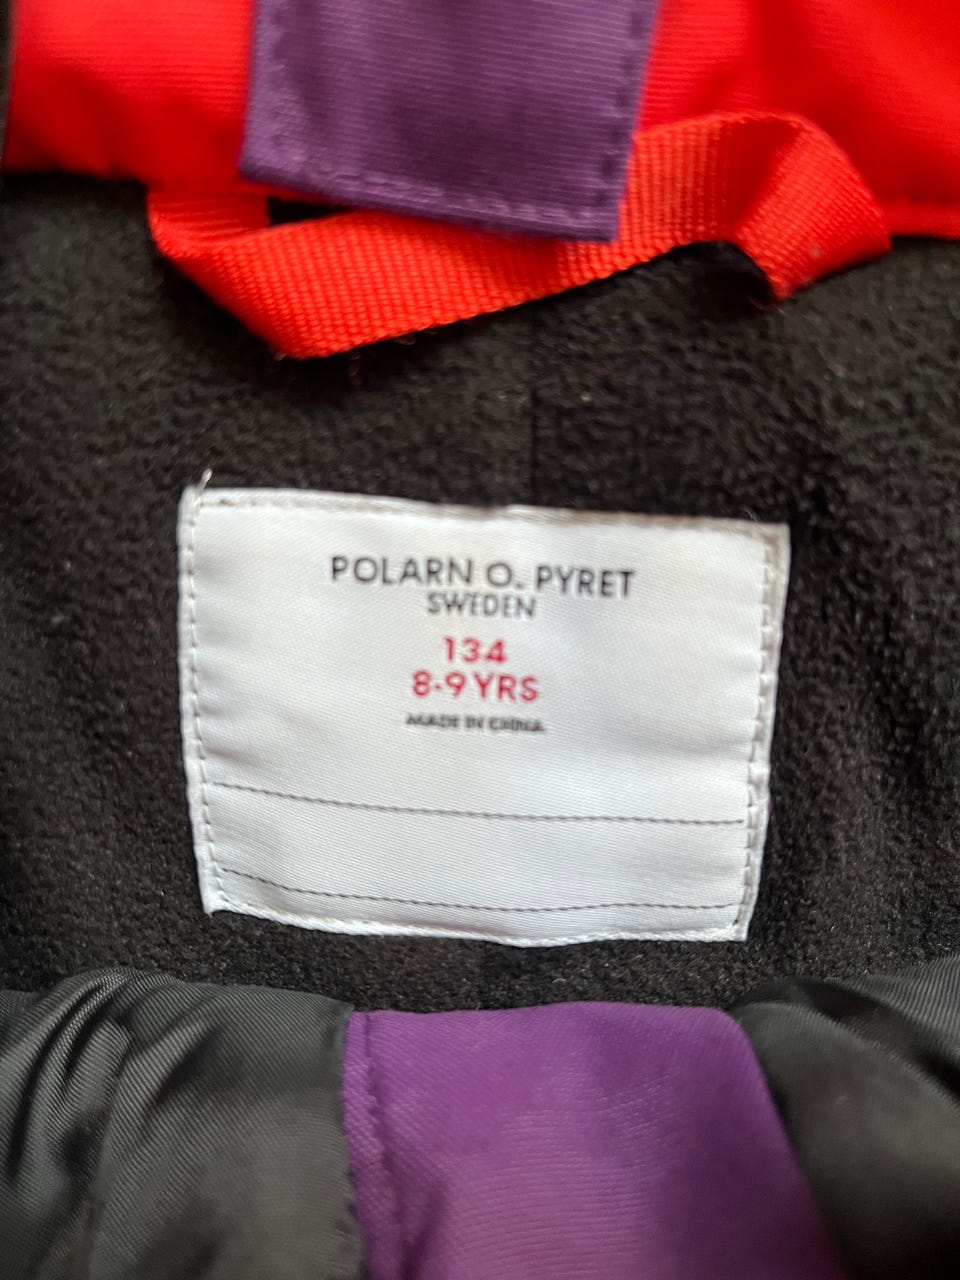 POLARN O. PYRET
SWEDEN
134
8-9 YRS
MADE IN CHINA